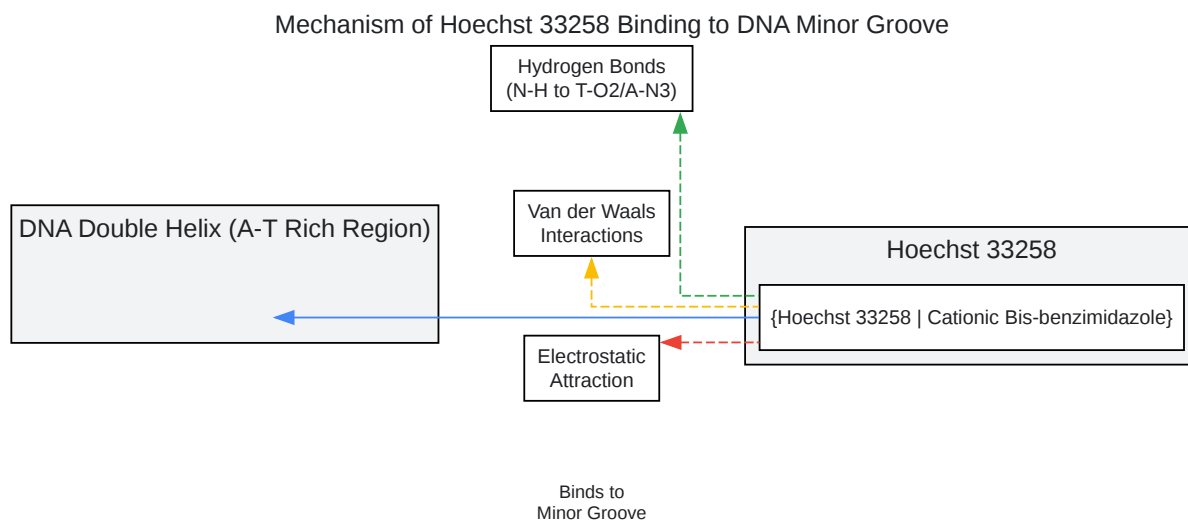 Mechanism of Hoechst 33258 Binding to DNA Minor Groove
Hydrogen Bonds
(N-H to T-O2/A-N3)
Van der Waals
Interactions
DNA Double Helix (A-T Rich Region)
Hoechst 33258
{Hoechst 33258 | Cationic Bis-benzimidazole}
Electrostatic
Attraction
Binds to
Minor Groove